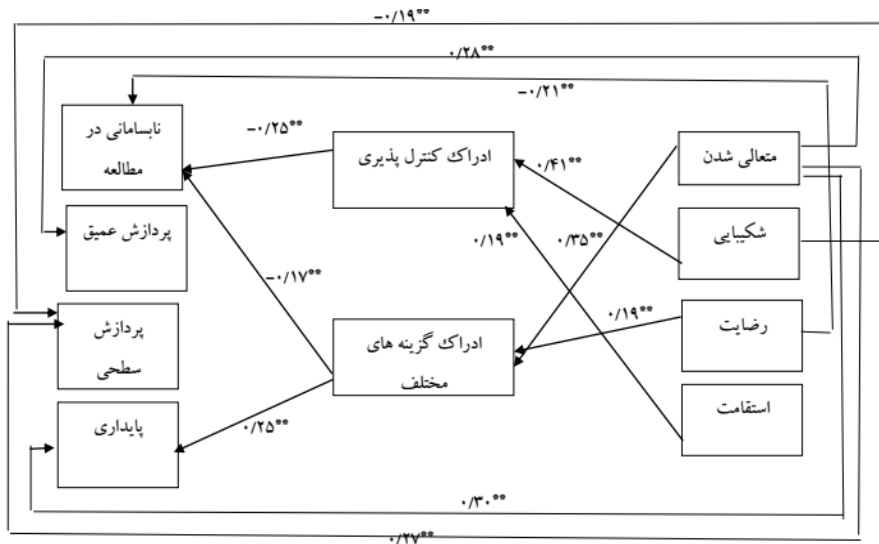 -۰/۱۹**
۰/۲۸**
-۰/۲۱**
نابسامانی در
مطالعه
-۰/۲۵**
ادراک کنترل پذیری
۰/۴۱**
متعالی شدن
پردازش عمیق
۰/۱۹**
۰/۳۵**
شکیبایی
-۰/۱۷**
پردازش
سطحی
ادراک گزینه های
مختلف
۰/۱۹**
رضایت
پایداری
۰/۲۵**
استقامت
۰/۳۰**
۰/۲۷**